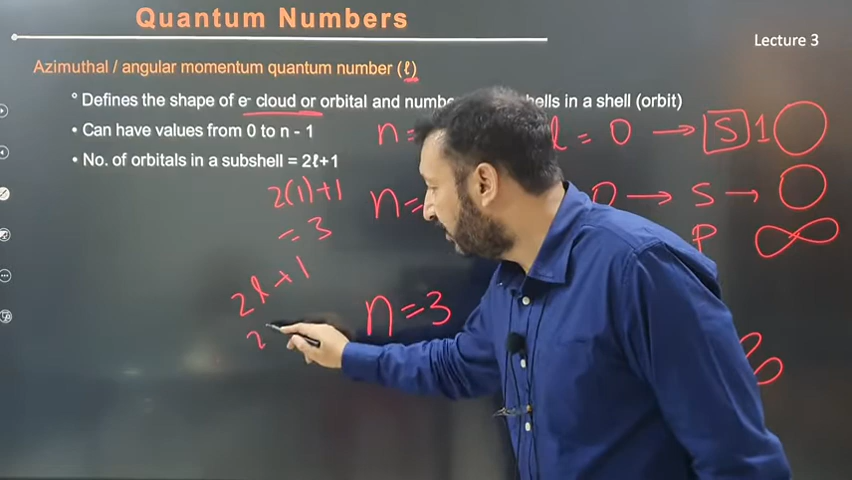 Quantum Numbers
Lecture 3
Azimuthal / angular momentum quantum number (ℓ)
° Defines the shape of e- cloud or orbital and ells in a shell (orbit)
• Can have values from 0 to n - 1
• No. of orbitals in a subshell = 2ℓ+1
n = ℓ = 0 → S 1
2(1)+1
= 3
n = 0 → S →
P
2ℓ+1
2
n=3